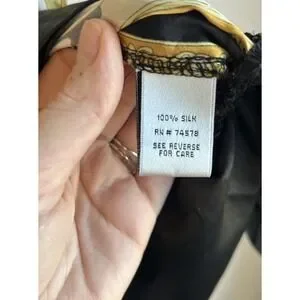 100% SILK
RN # 74578
SEE REVERSE
FOR CARE